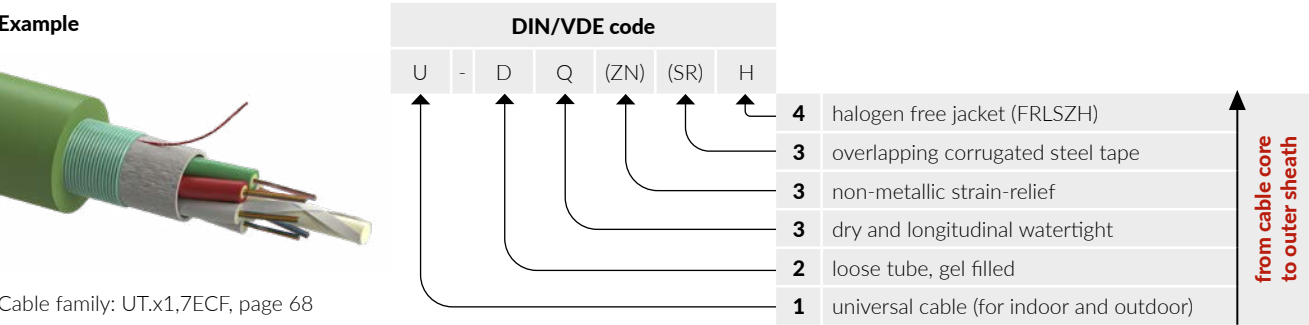 Example
DIN/VDE code
U - D Q (ZN) (SR) H
4 halogen free jacket (FRLSZH)
3 overlapping corrugated steel tape
3 non-metallic strain-relief
3 dry and longitudinal watertight
2 loose tube, gel filled
1 universal cable (for indoor and outdoor)
from cable core
to outer sheath
Cable family: UT.x1,7ECF, page 68